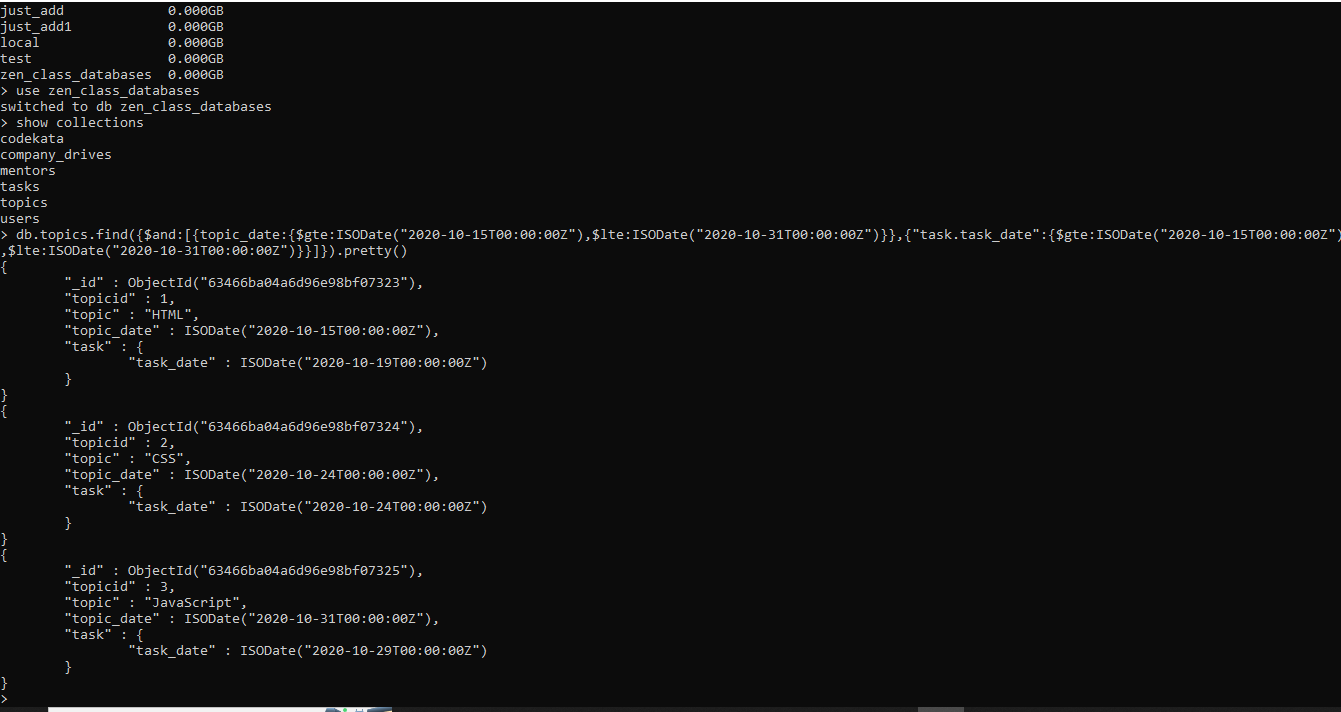 just_add             0.000GB
just_add1            0.000GB
local                0.000GB
test                 0.000GB
zen_class_databases  0.000GB
> use zen_class_databases
switched to db zen_class_databases
> show collections
codekata
company_drives
mentors
tasks
topics
users
> db.topics.find({$and:[{topic_date:{$gte:ISODate("2020-10-15T00:00:00Z"),$lte:ISODate("2020-10-31T00:00:00Z")}},{"task.task_date":{$gte:ISODate("2020-10-15T00:00:00Z")
,$lte:ISODate("2020-10-31T00:00:00Z")}}]}).pretty()
{
        "_id" : ObjectId("63466ba04a6d96e98bf07323"),
        "topicid" : 1,
        "topic" : "HTML",
        "topic_date" : ISODate("2020-10-15T00:00:00Z"),
        "task" : {
                "task_date" : ISODate("2020-10-19T00:00:00Z")
        }
}
{
        "_id" : ObjectId("63466ba04a6d96e98bf07324"),
        "topicid" : 2,
        "topic" : "CSS",
        "topic_date" : ISODate("2020-10-24T00:00:00Z"),
        "task" : {
                "task_date" : ISODate("2020-10-24T00:00:00Z")
        }
}
{
        "_id" : ObjectId("63466ba04a6d96e98bf07325"),
        "topicid" : 3,
        "topic" : "JavaScript",
        "topic_date" : ISODate("2020-10-31T00:00:00Z"),
        "task" : {
                "task_date" : ISODate("2020-10-29T00:00:00Z")
        }
}
>